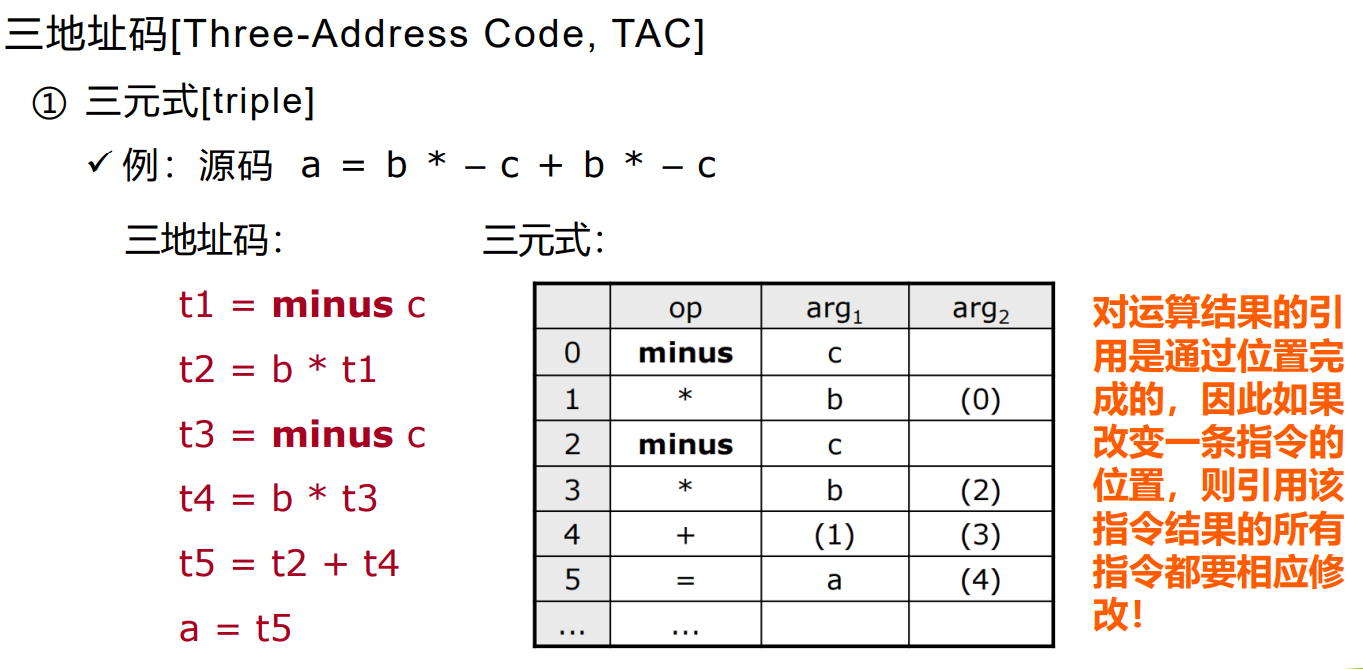 三地址码[Three-Address Code, TAC]
① 三元式[triple]
✓ 例：源码 a = b * – c + b * – c
三地址码：
t1 = minus c
t2 = b * t1
t3 = minus c
t4 = b * t3
t5 = t2 + t4
a = t5
三元式：
op arg₁ arg₂
0 minus c
1 * b (0)
2 minus c
3 * b (2)
4 + (1) (3)
5 = a (4)
... ...
对运算结果的引
用是通过位置完
成的，因此如果
改变一条指令的
位置，则引用该
指令结果的所有
指令都要相应修
改！